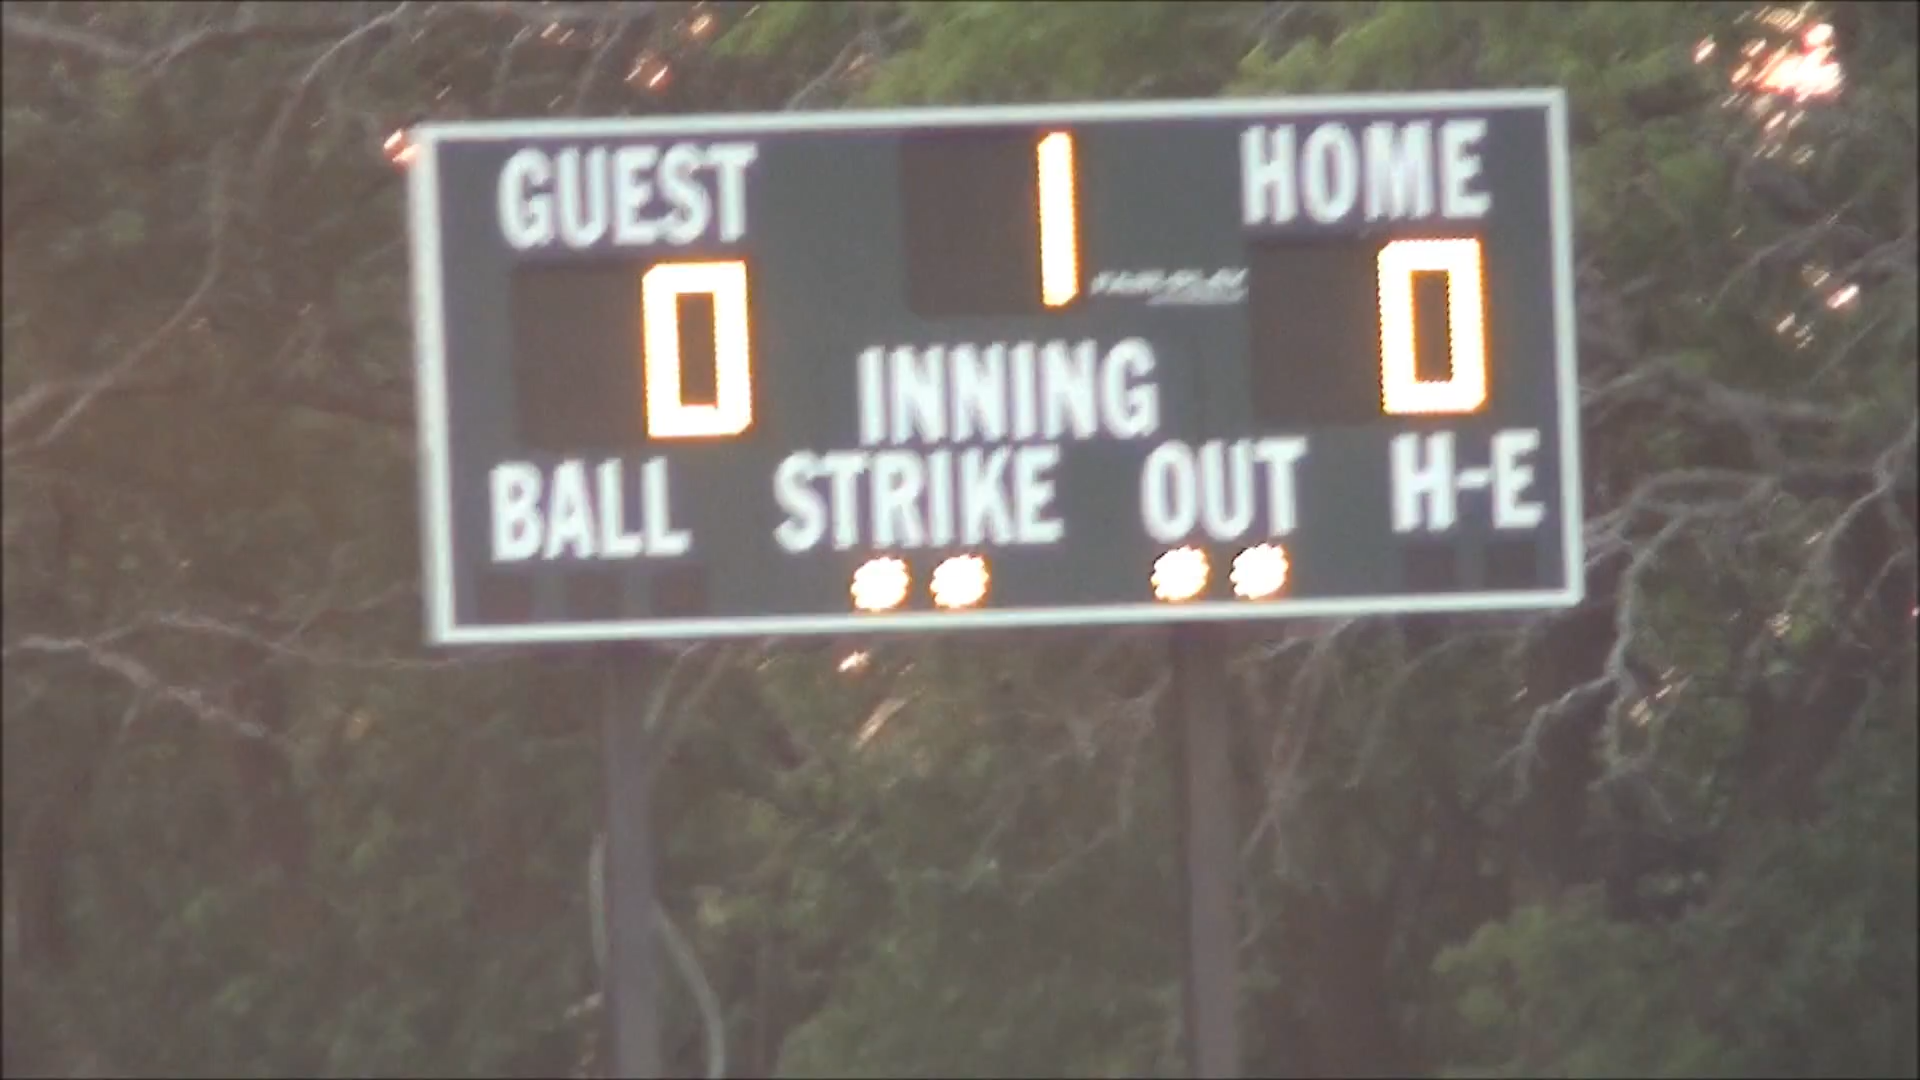 GUEST 1 HOME
0 0
INNING
BALL STRIKE OUT H-E